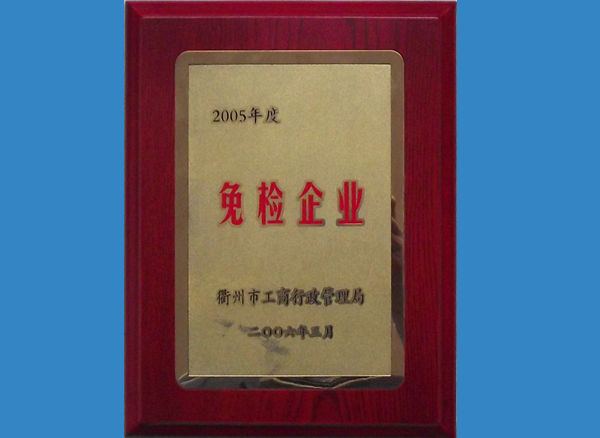 2005年度
免检企业
衢州市工商行政管理局
二〇〇六年三月